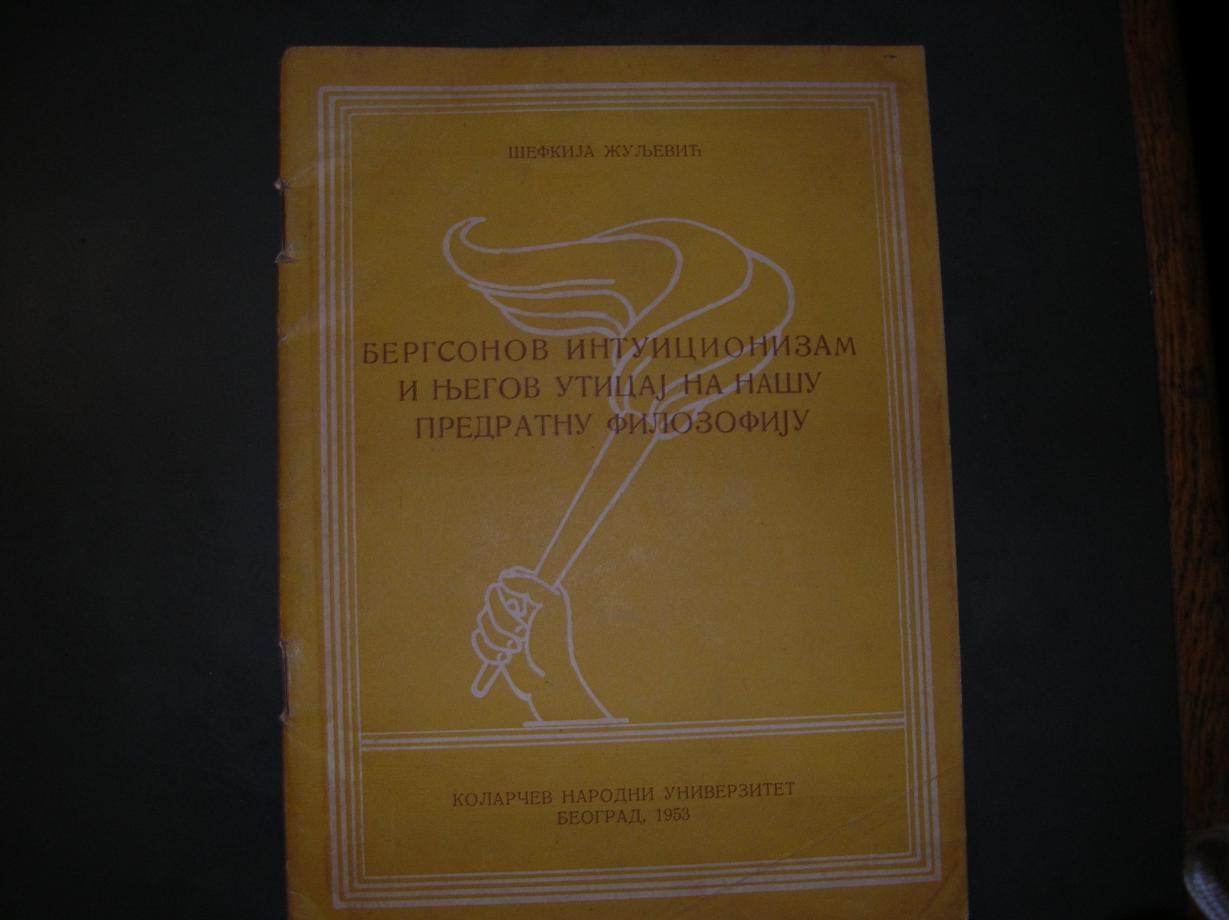 ШЕФКИЈА ЖУЉЕВИЋ
БЕРГСОНОВ ИНТУИЦИОНИЗАМ
И ЊЕГОВ УТИЦАЈ НА НАШУ
ПРЕДРАТНУ ФИЛОЗОФИЈУ
КОЛАРЧЕВ НАРОДНИ УНИВЕРЗИТЕТ
БЕОГРАД, 1953